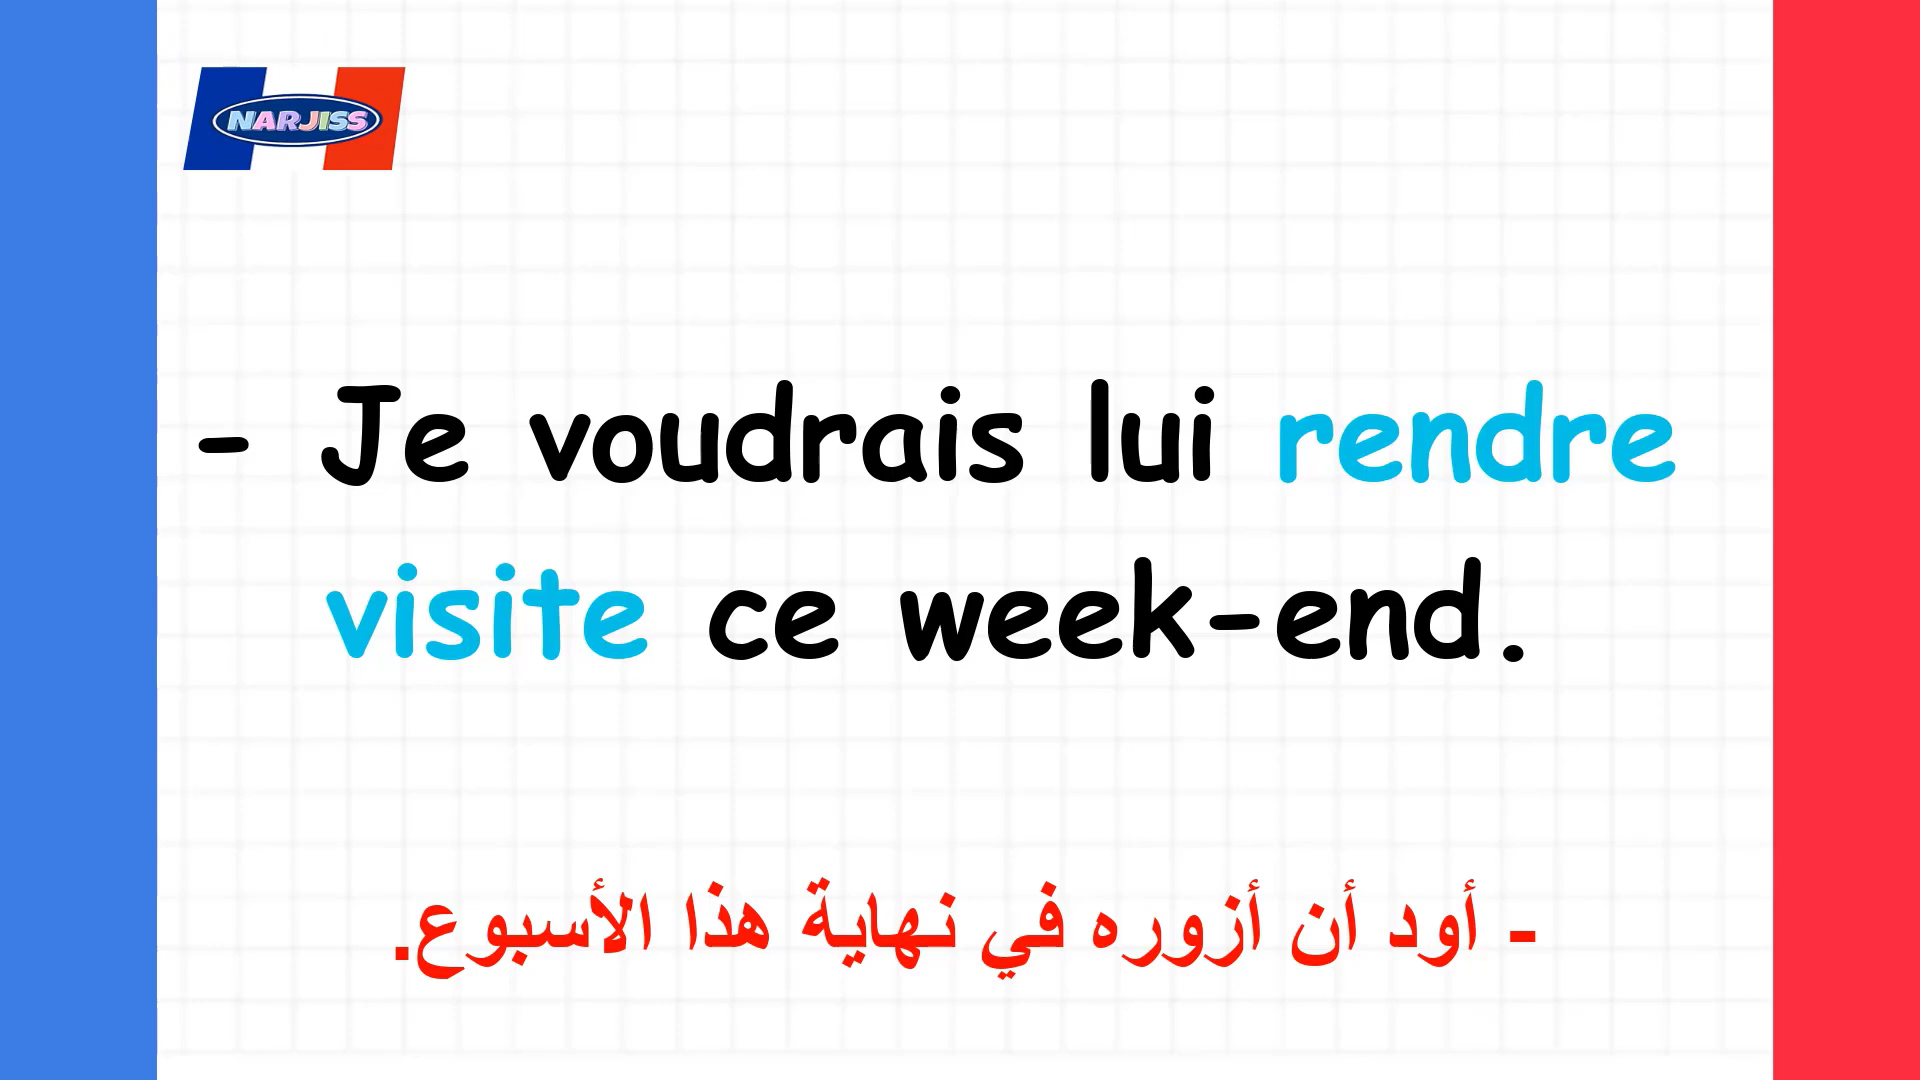 NARJISS
- Je voudrais lui rendre
visite ce week-end.
- أود أن أزوره في نهاية هذا الأسبوع.